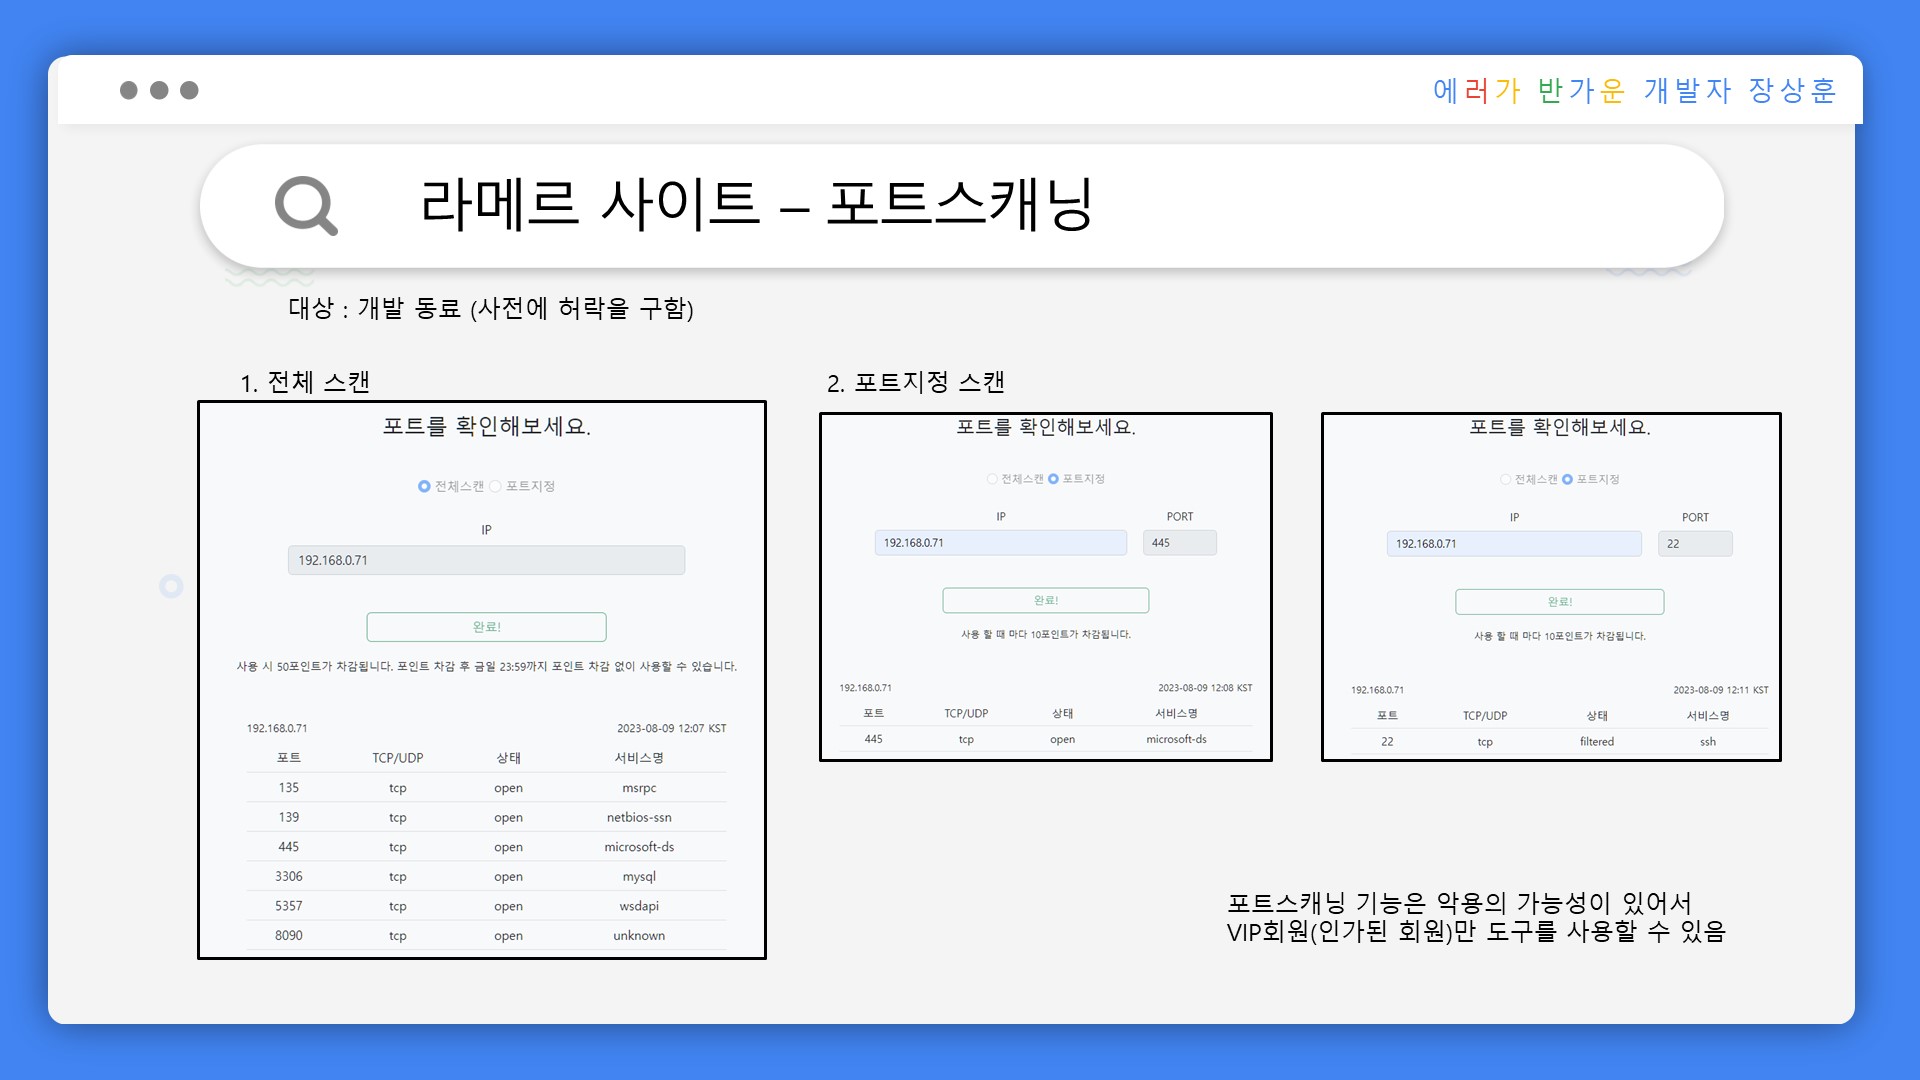 에러가 반가운 개발자 장상훈
라메르 사이트 – 포트스캐닝
대상 : 개발 동료 (사전에 허락을 구함)
1. 전체 스캔
포트를 확인해보세요.
전체스캔 포트지정
IP
192.168.0.71
완료!
사용 시 50포인트가 차감됩니다. 포인트 차감 후 금일 23:59까지 포인트 차감 없이 사용할 수 있습니다.
192.168.0.71 2023-08-09 12:07 KST
포트 TCP/UDP 상태 서비스명
135 tcp open msrpc
139 tcp open netbios-ssn
445 tcp open microsoft-ds
3306 tcp open mysql
5357 tcp open wsdapi
8090 tcp open unknown
2. 포트지정 스캔
포트를 확인해보세요.
전체스캔 포트지정
IP PORT
192.168.0.71 445
완료!
사용 할 때 마다 10포인트가 차감됩니다.
192.168.0.71 2023-08-09 12:08 KST
포트 TCP/UDP 상태 서비스명
445 tcp open microsoft-ds
포트를 확인해보세요.
전체스캔 포트지정
IP PORT
192.168.0.71 22
완료!
사용 할 때 마다 10포인트가 차감됩니다.
192.168.0.71 2023-08-09 12:11 KST
포트 TCP/UDP 상태 서비스명
22 tcp filtered ssh
포트스캐닝 기능은 악용의 가능성이 있어서
VIP회원(인가된 회원)만 도구를 사용할 수 있음